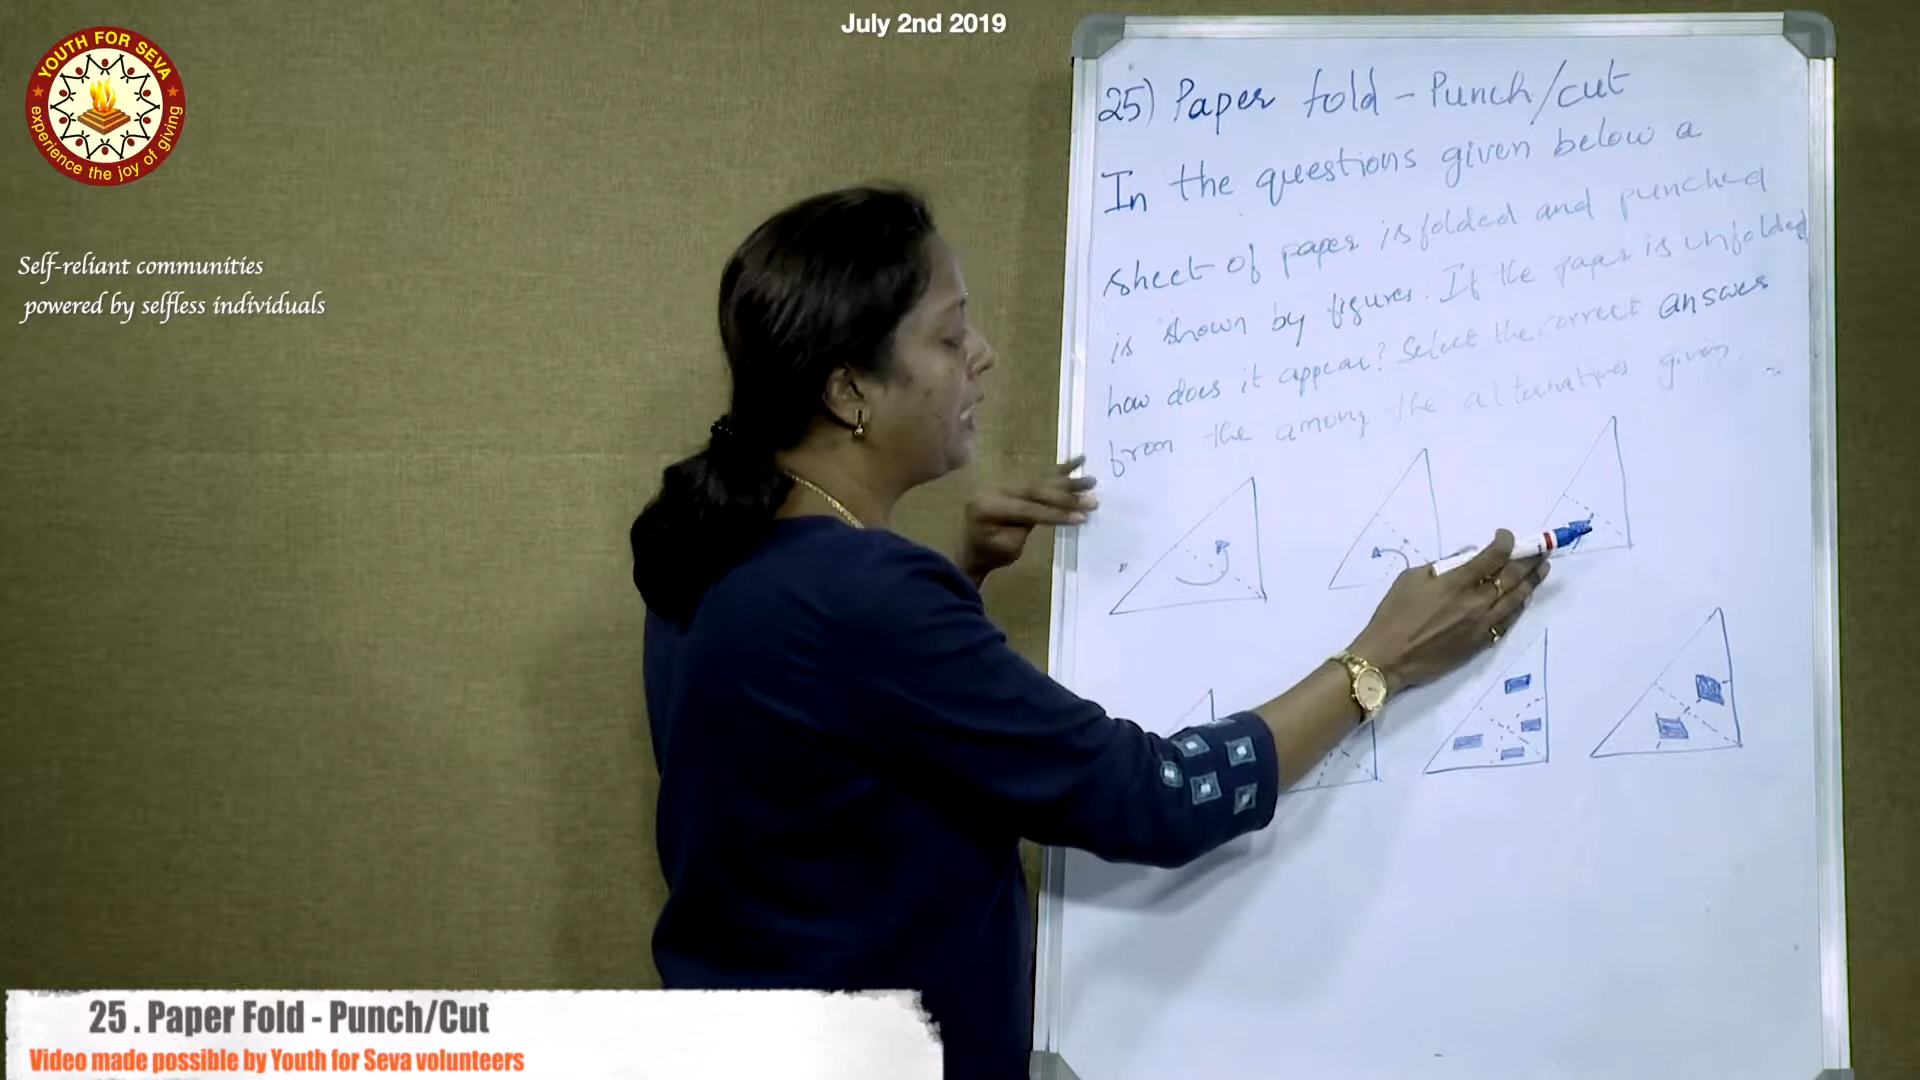 July 2nd 2019
YOUTH FOR SEVA
experience the joy of giving
Self-reliant communities
powered by selfless individuals
25) Paper fold - Punch/cut
In the questions given below a
sheet of paper is folded and punched
is shown by figures. If the paper is unfolded
how does it appear? Select the correct answer
from the among the alternatives given.
25 . Paper Fold - Punch/Cut
Video made possible by Youth for Seva volunteers